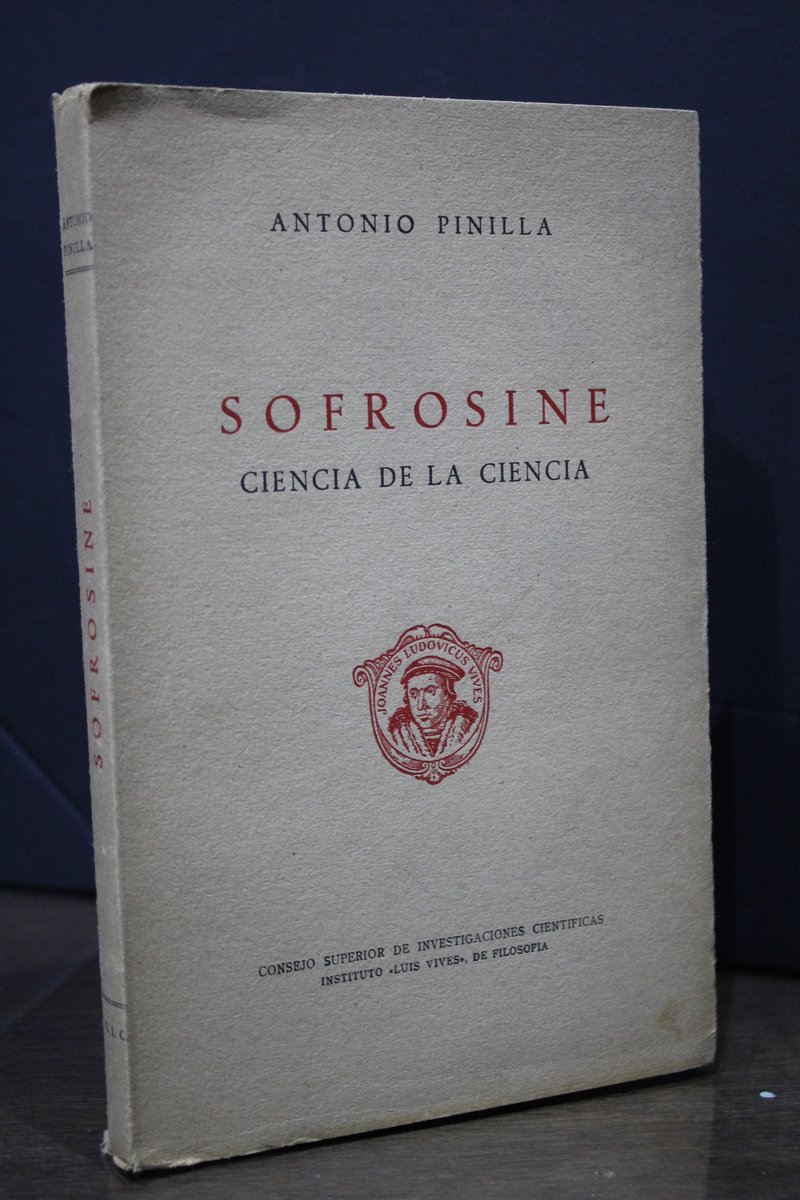 ANTONIO PINILLA
SOFROSINE
CIENCIA DE LA CIENCIA
JOANNES LUDOVICUS VIVES
CONSEJO SUPERIOR DE INVESTIGACIONES CIENTIFICAS
INSTITUTO «LUIS VIVES», DE FILOSOFIA
ANTONIO
PINILLA
SOFROSINE